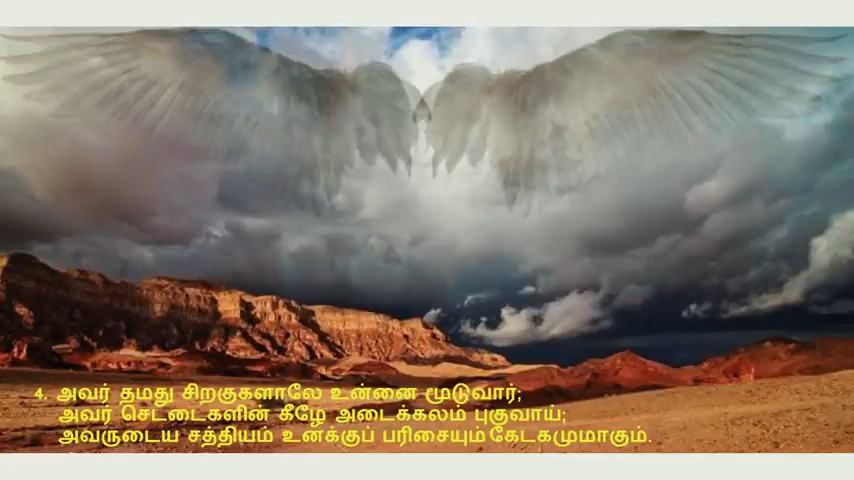 4. அவர் தமது சிறகுகளாலே உன்னை மூடுவார்;
அவர் செட்டைகளின் கீழே அடைக்கலம் புகுவாய்;
அவருடைய சத்தியம் உனக்குப் பரிசையும் கேடகமுமாகும்.